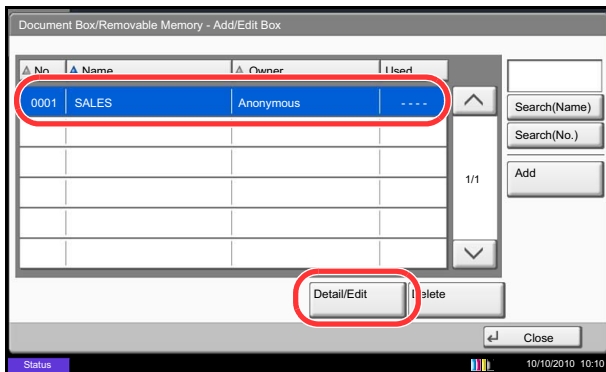 Document Box/Removable Memory - Add/Edit Box
No. Name Owner Used
0001 SALES Anonymous ----
Search(Name)
Search(No.)
1/1
Add
Detail/Edit Delete
Close
Status 10/10/2010 10:10